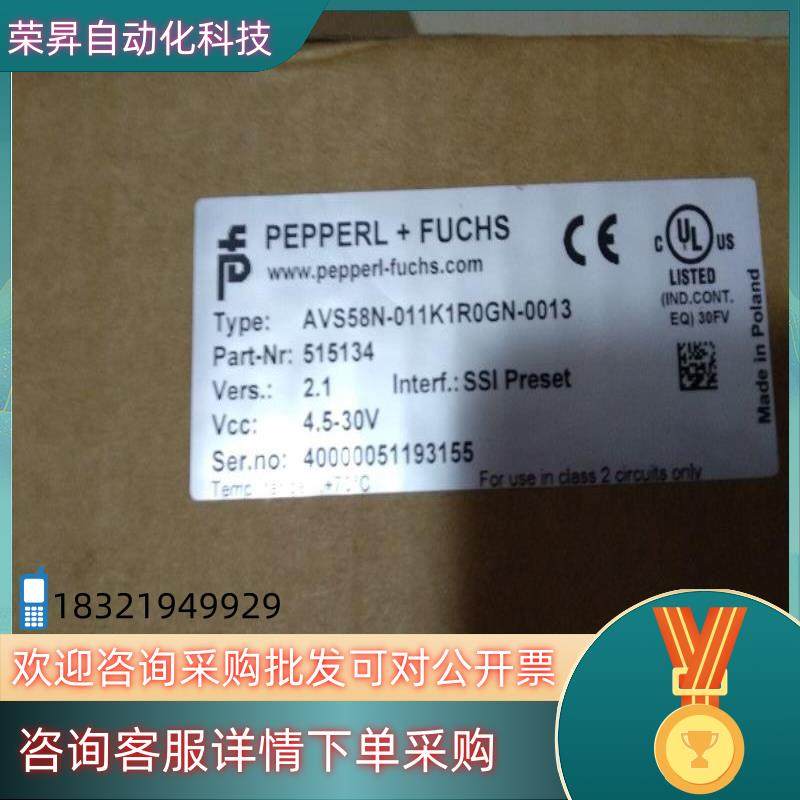 荣昇自动化科技
PEPPERL + FUCHS
www.pepperl-fuchs.com
CE
C UL US
LISTED
(IND.CONT.
EQ) 30FV
Made in Poland
Type: AVS58N-011K1R0GN-0013
Part-Nr: 515134
Vers.: 2.1 Interf.: SSI Preset
Vcc: 4.5-30V
Ser.no: 40000051193155
For use in class 2 circuits only
18321949929
欢迎咨询采购批发可对公开票
咨询客服详情下单采购